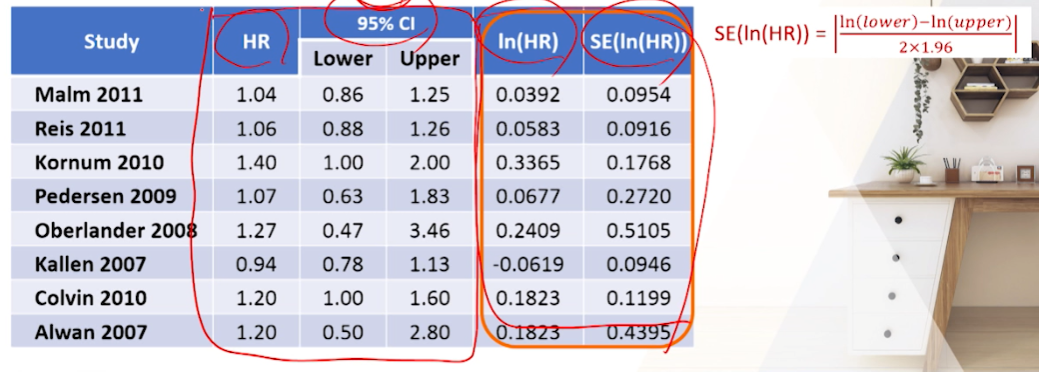 Study HR 95% CI ln(HR) SE(ln(HR))
Lower Upper
Malm 2011 1.04 0.86 1.25 0.0392 0.0954
Reis 2011 1.06 0.88 1.26 0.0583 0.0916
Kornum 2010 1.40 1.00 2.00 0.3365 0.1768
Pedersen 2009 1.07 0.63 1.83 0.0677 0.2720
Oberlander 2008 1.27 0.47 3.46 0.2409 0.5105
Kallen 2007 0.94 0.78 1.13 -0.0619 0.0946
Colvin 2010 1.20 1.00 1.60 0.1823 0.1199
Alwan 2007 1.20 0.50 2.80 0.1823 0.4395
SE(ln(HR)) = |ln(lower)−ln(upper) / 2×1.96|